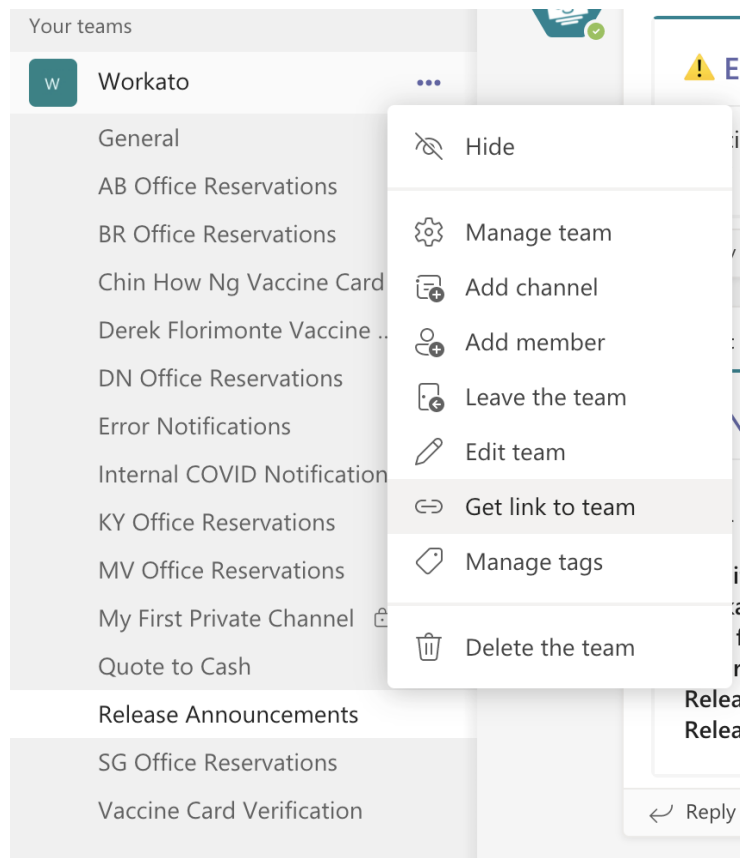 Your teams
W
Workato
General
AB Office Reservations
BR Office Reservations
Chin How Ng Vaccine Card
Derek Florimonte Vaccine ..
DN Office Reservations
Error Notifications
Internal COVID Notification
KY Office Reservations
MV Office Reservations
My First Private Channel
Quote to Cash
Release Announcements
SG Office Reservations
Vaccine Card Verification
Hide
Manage team
Add channel
Add member
Leave the team
Edit team
Get link to team
Manage tags
Delete the team
E
Relea
Relea
Reply